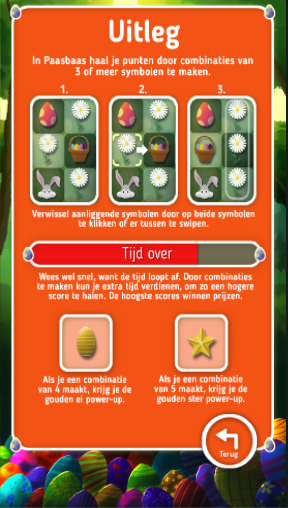 Uitleg
In Paasbaas haal je punten door combinaties van
3 of meer symbolen te maken.
1. 2. 3.
Verwissel aanliggende symbolen door op beide symbolen
te klikken of er tussen te swipen.
Tijd over
Wees wel snel, want de tijd loopt af. Door combinaties
te maken kun je extra tijd verdienen, om zo een hogere
score te halen. De hoogste scores winnen prijzen.
Als je een combinatie
van 4 maakt, krijg je de
gouden ei power-up.
Als je een combinatie
van 5 maakt, krijg je de
gouden ster power-up.
Terug